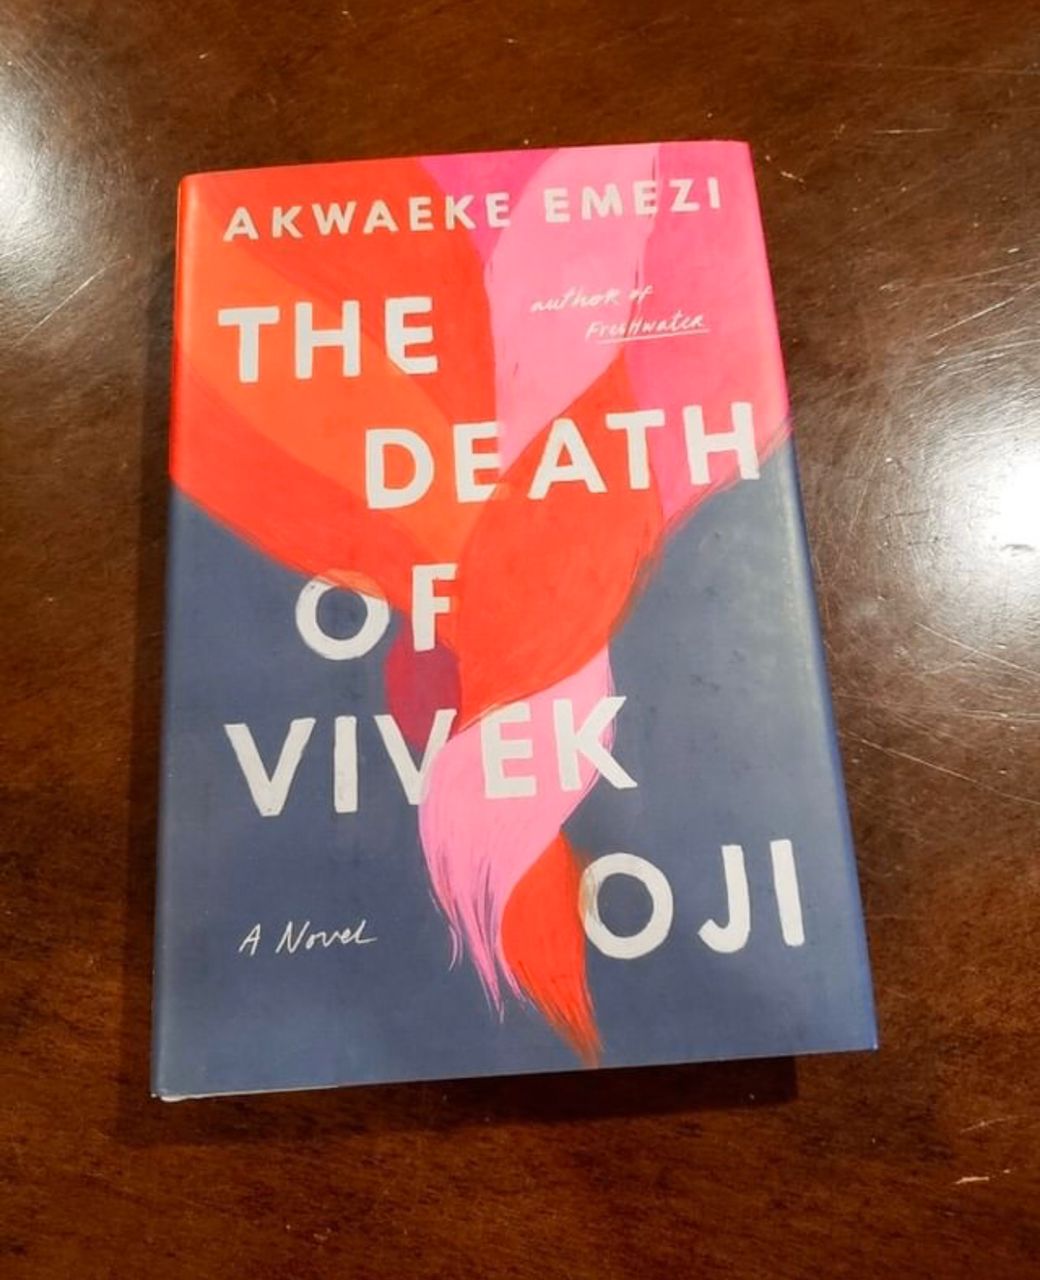 AKWAEKE EMEZI
THE
author of
Freshwater
DEATH
OF
VIVEK
OJI
A Novel